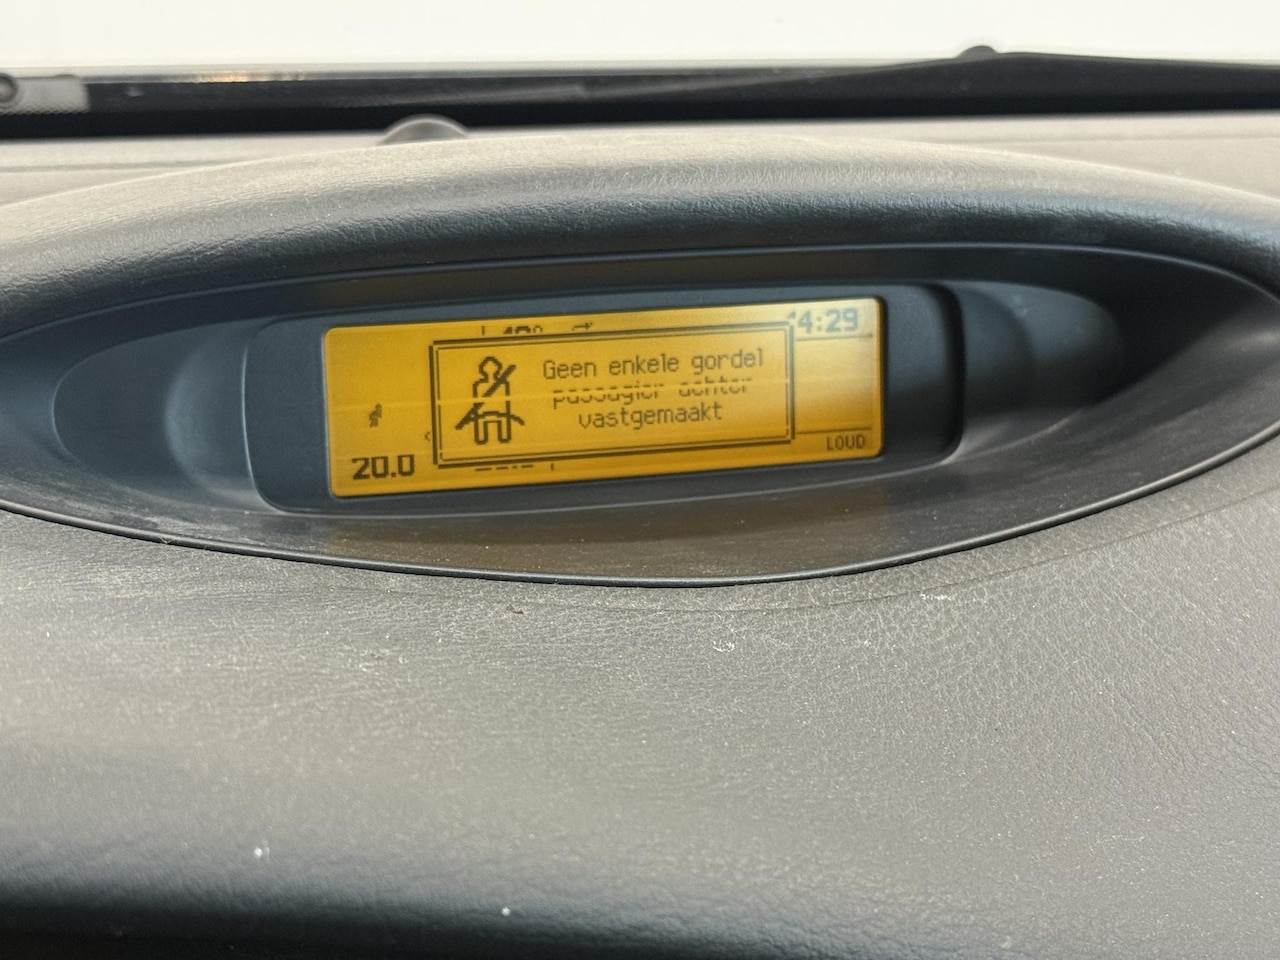 14:29
Geen enkele gordel
passagier achter
vastgemaakt
LOUD
20.0